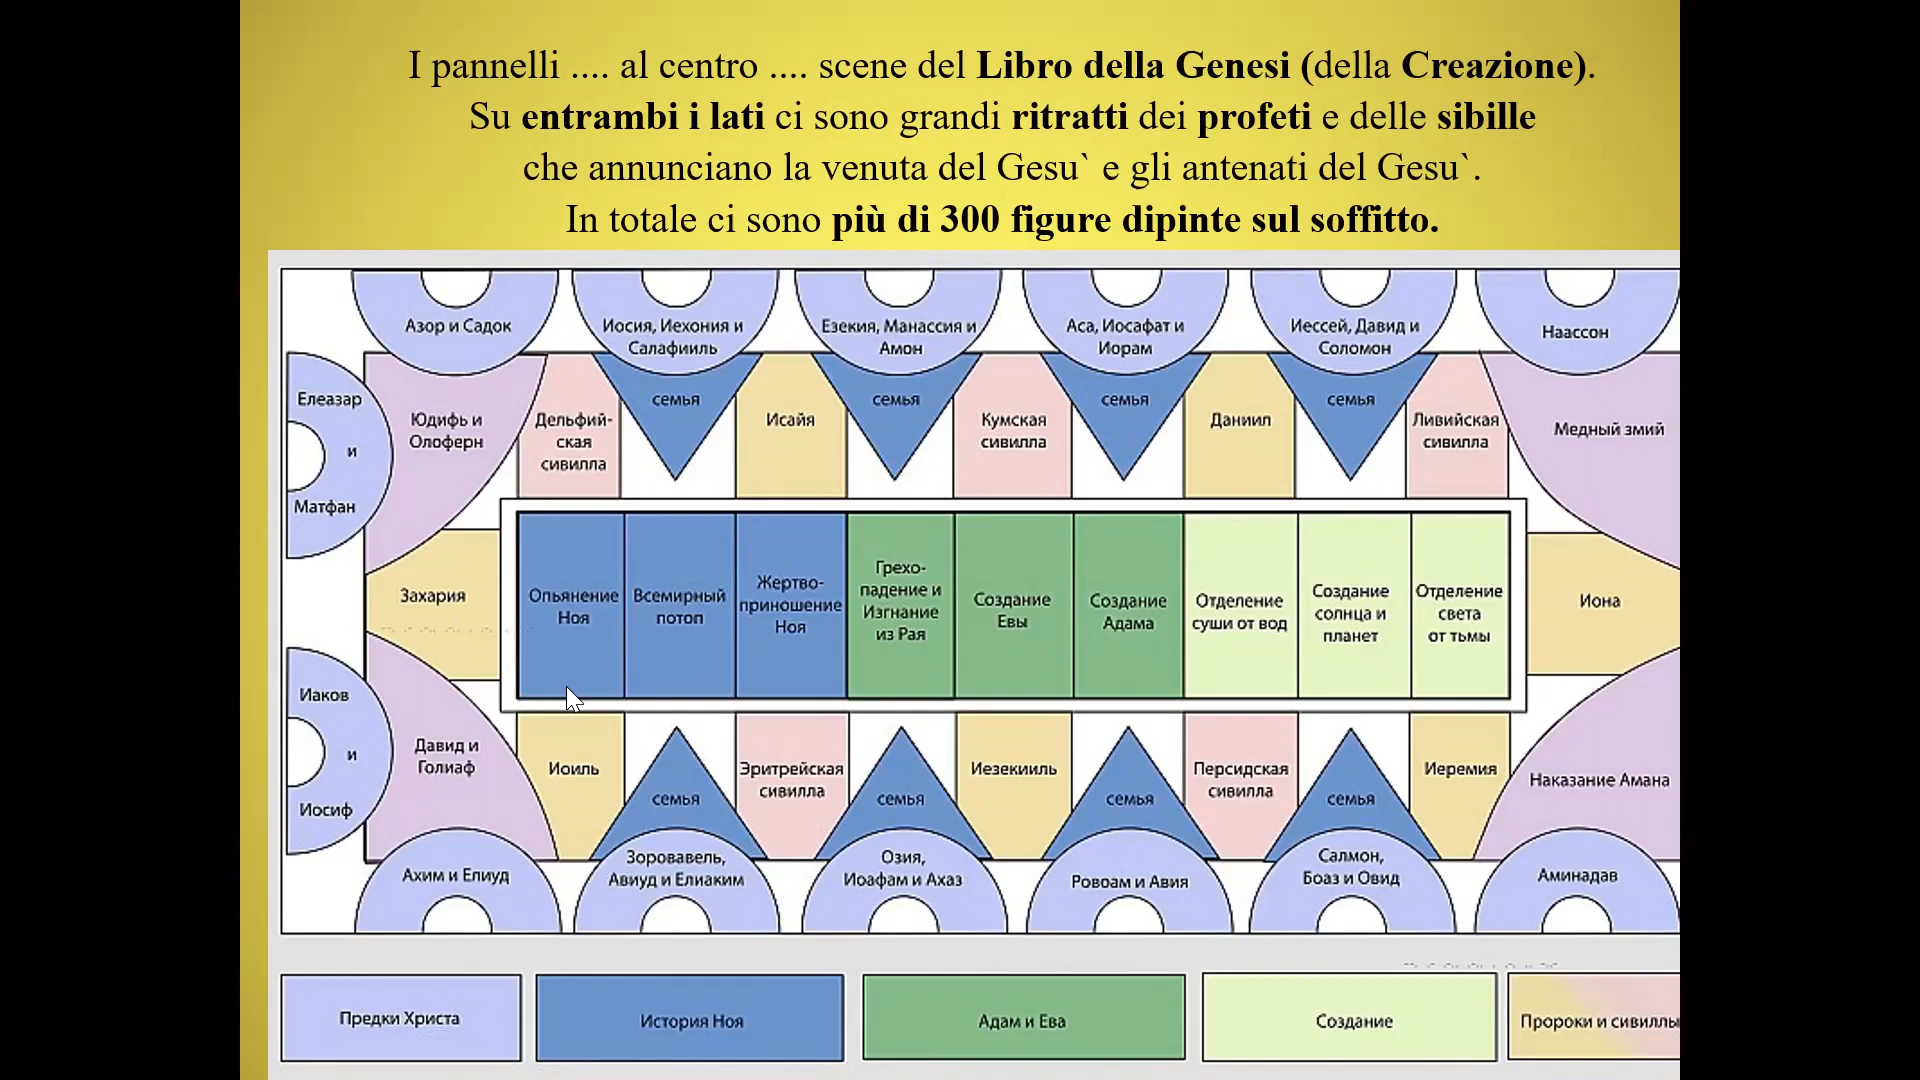 I pannelli .... al centro .... scene del Libro della Genesi (della Creazione).
Su entrambi i lati ci sono grandi ritratti dei profeti e delle sibille
che annunciano la venuta del Gesu` e gli antenati del Gesu`.
In totale ci sono più di 300 figure dipinte sul soffitto.
Азор и Садок
Иосия, Иехония и
Салафииль
Езекия, Манассия и
Амон
Аса, Иосафат и
Иорам
Иессей, Давид и
Соломон
Наассон
Елеазар
и
Матфан
Юдифь и
Олоферн
Дельфий-
ская
сивилла
семья
Исайя
семья
Кумская
сивилла
семья
Даниил
семья
Ливийская
сивилла
Медный змий
Захария
Опьянение
Ноя
Всемирный
потоп
Жертво-
приношение
Ноя
Грехо-
падение и
Изгнание
из Рая
Создание
Евы
Создание
Адама
Отделение
суши от вод
Создание
солнца и
планет
Отделение
света
от тьмы
Иона
Иаков
и
Иосиф
Давид и
Голиаф
Иоиль
семья
Эритрейская
сивилла
семья
Иезекииль
семья
Персидская
сивилла
семья
Иеремия
Наказание Амана
Ахим и Елиуд
Зоровавель,
Авиуд и Елиаким
Озия,
Иоафам и Ахаз
Ровоам и Авия
Салмон,
Боаз и Овид
Аминадав
Предки Христа
История Ноя
Адам и Ева
Создание
Пророки и сивиллы